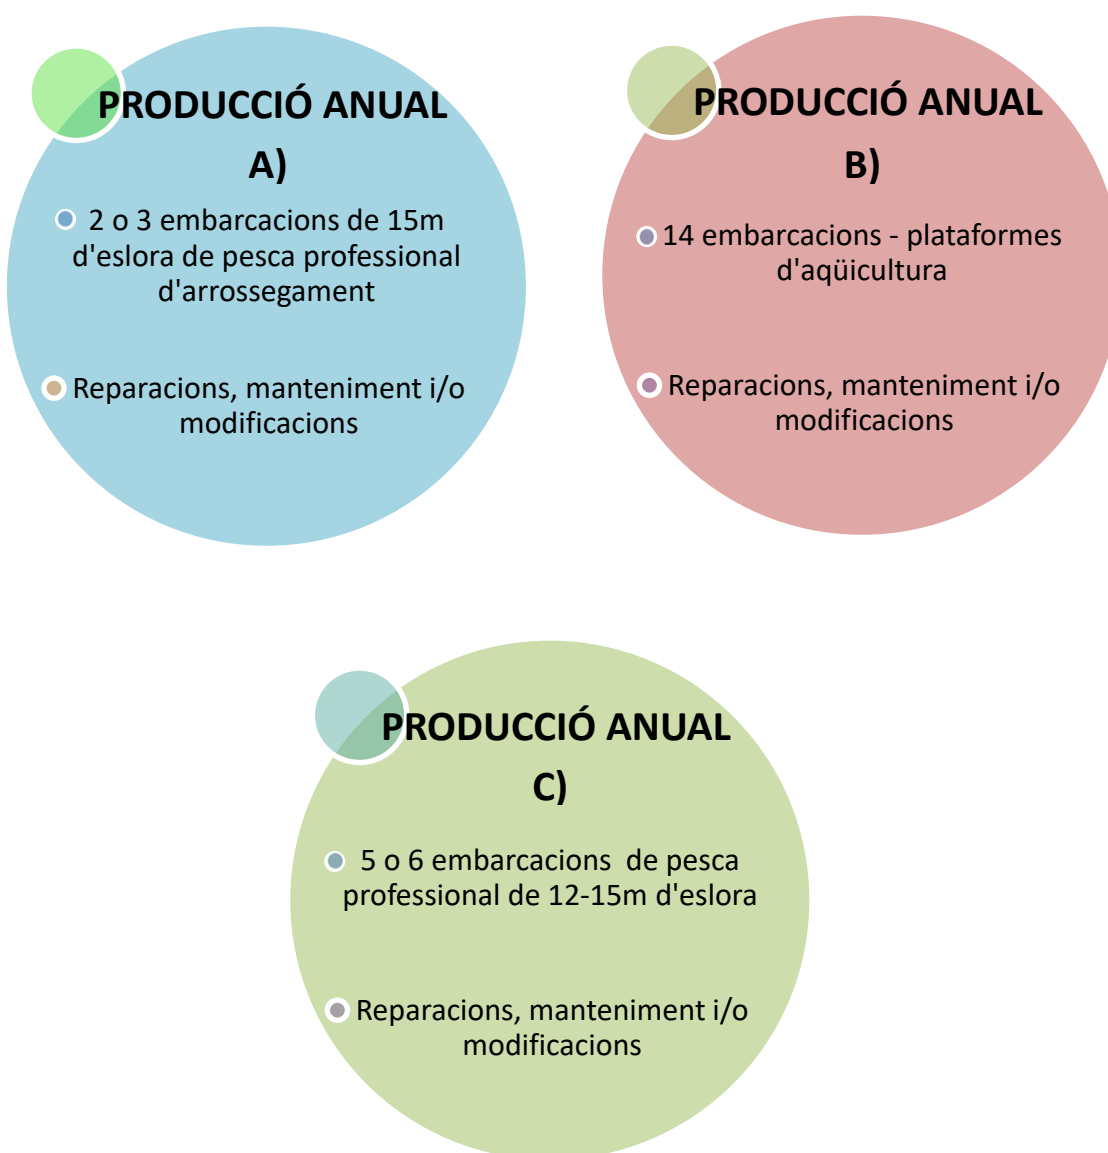 PRODUCCIÓ ANUAL
A)
2 o 3 embarcacions de 15m
d'eslora de pesca professional
d'arrossegament
Reparacions, manteniment i/o
modificacions
PRODUCCIÓ ANUAL
B)
14 embarcacions - plataformes
d'aqüicultura
Reparacions, manteniment i/o
modificacions
PRODUCCIÓ ANUAL
C)
5 o 6 embarcacions de pesca
professional de 12-15m d'eslora
Reparacions, manteniment i/o
modificacions